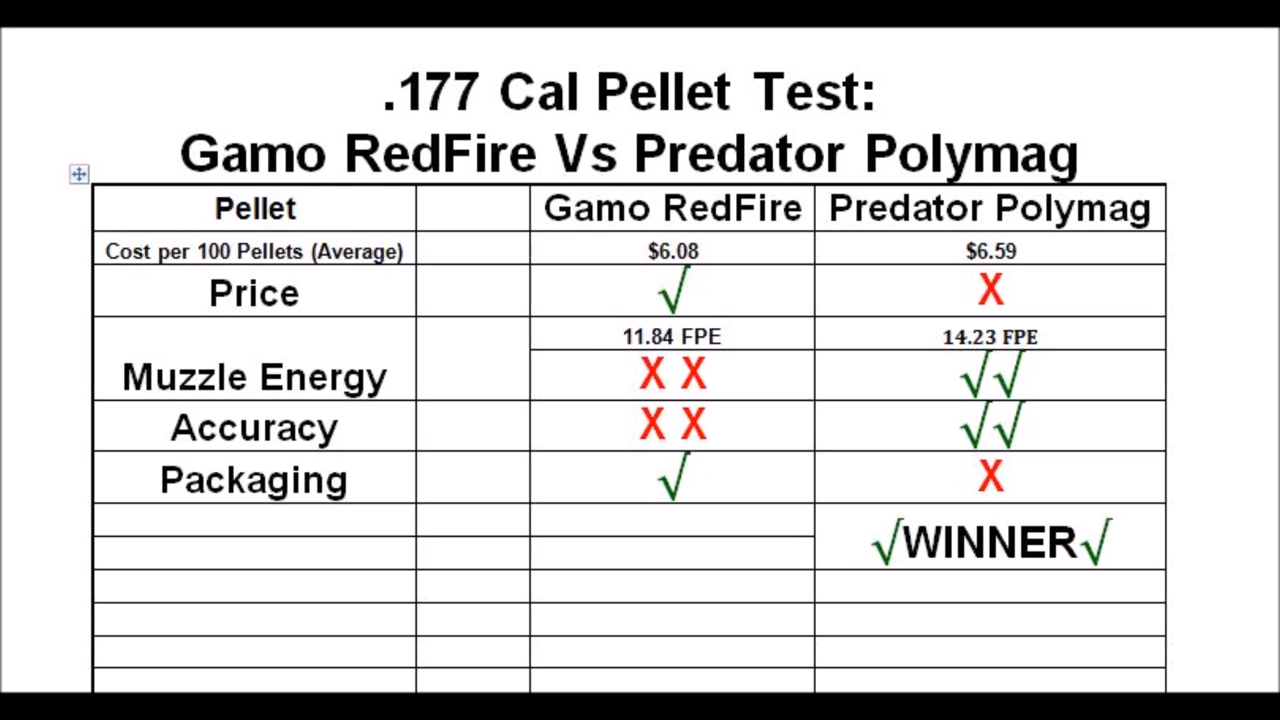 .177 Cal Pellet Test:
Gamo RedFire Vs Predator Polymag
Pellet Gamo RedFire Predator Polymag
Cost per 100 Pellets (Average) $6.08 $6.59
Price √ X
11.84 FPE 14.23 FPE
Muzzle Energy X X √√
Accuracy X X √√
Packaging √ X
√WINNER√